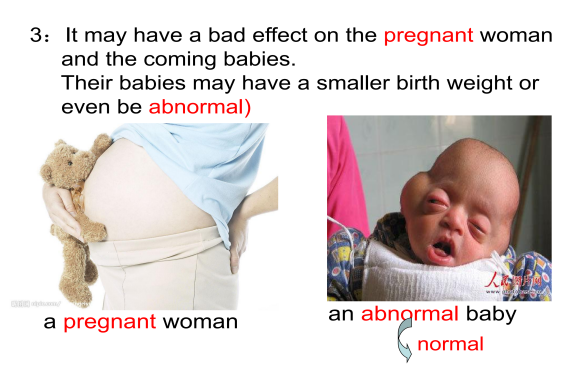 3：It may have a bad effect on the pregnant woman
and the coming babies.
Their babies may have a smaller birth weight or
even be abnormal)
a pregnant woman
an abnormal baby
normal